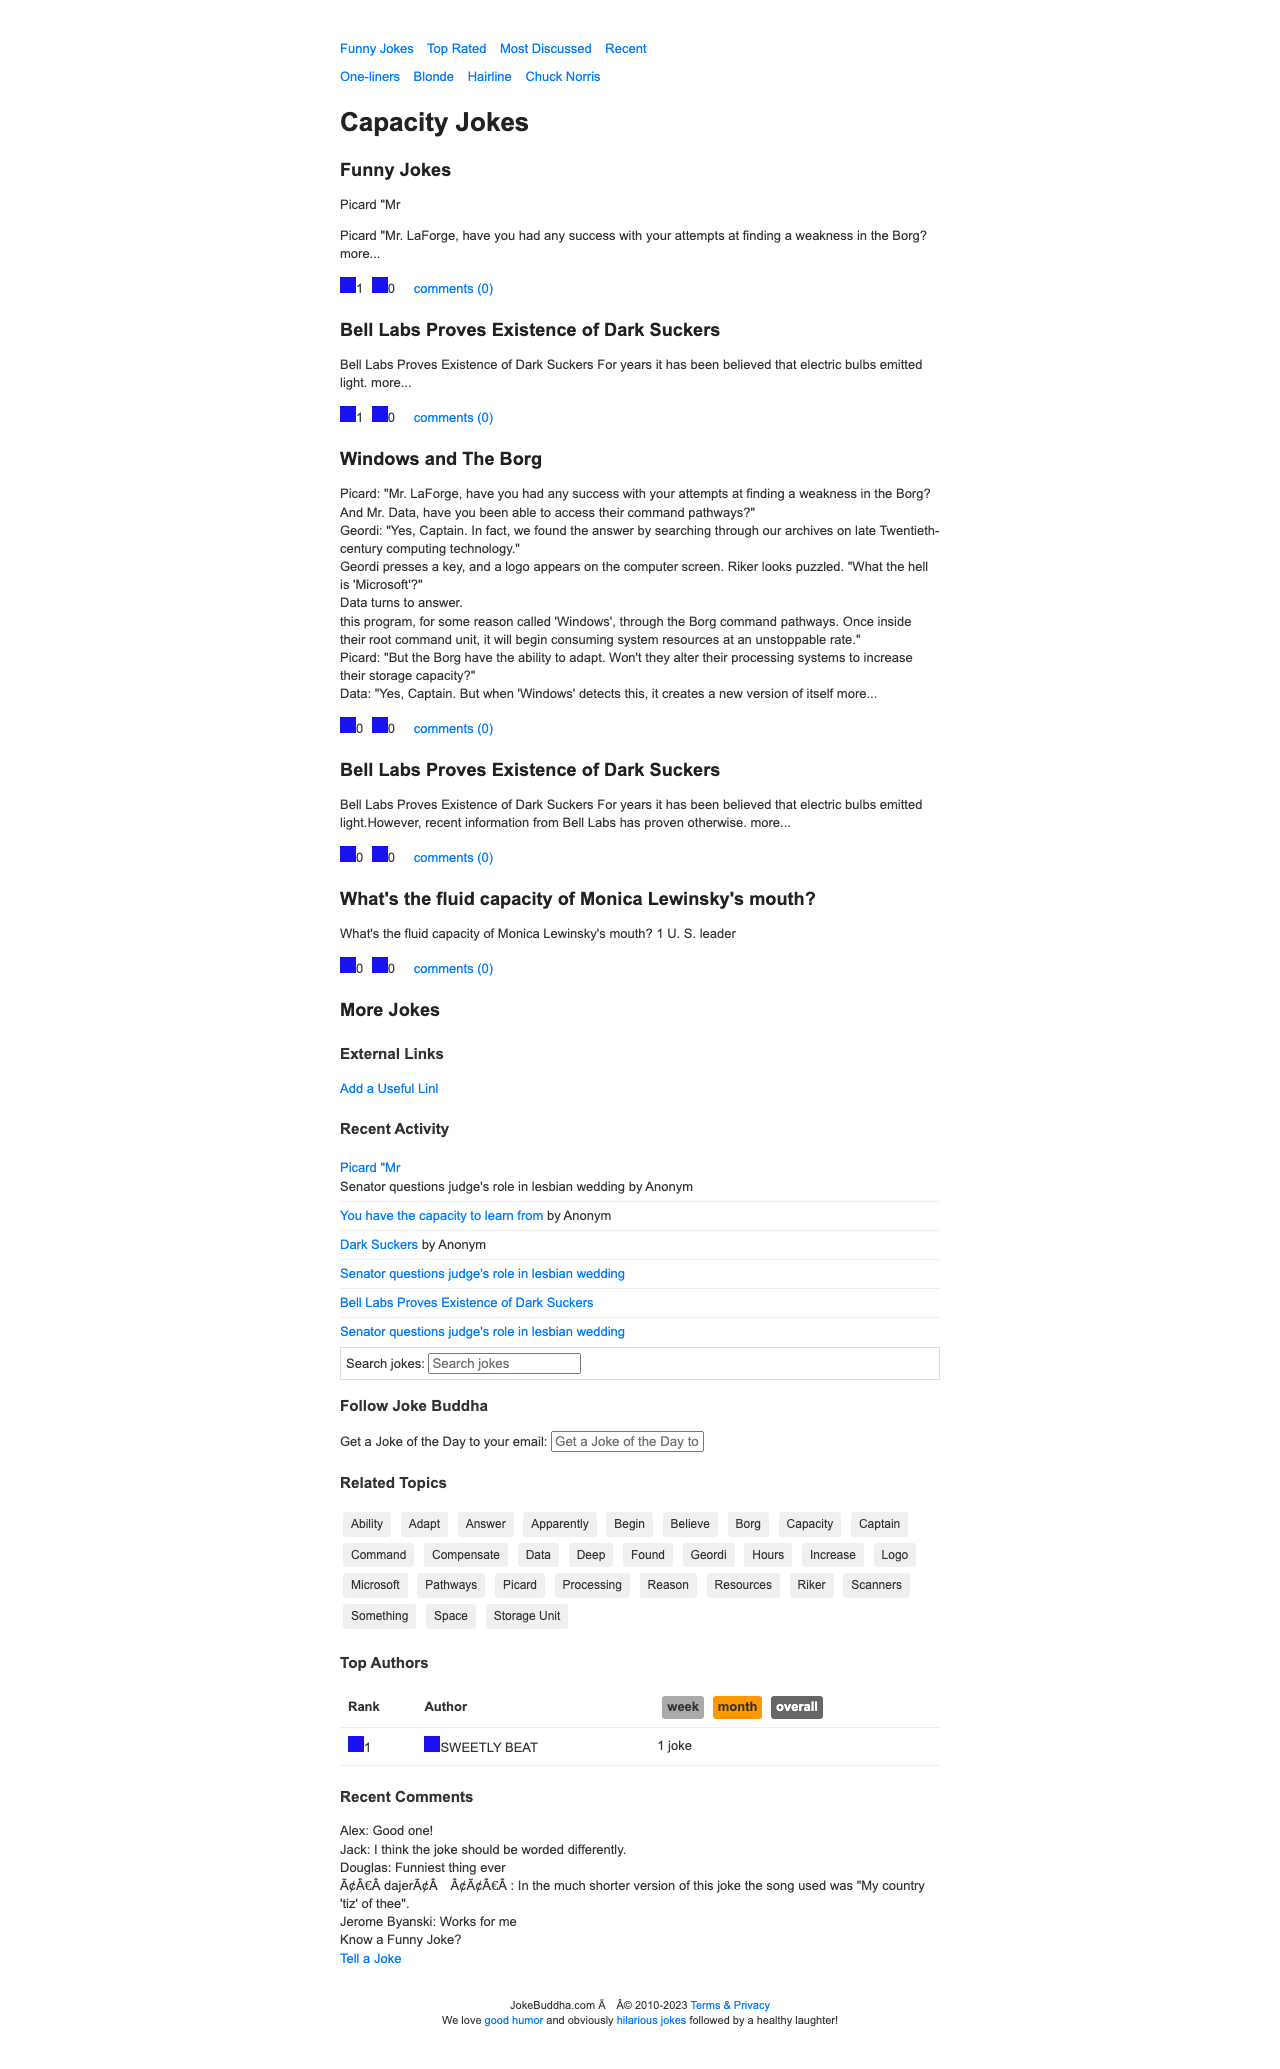 Funny Jokes Top Rated Most Discussed Recent
One-liners Blonde Hairline Chuck Norris
Capacity Jokes
Funny Jokes
Picard "Mr
Picard "Mr. LaForge, have you had any success with your attempts at finding a weakness in the Borg?
more...
1 0 comments (0)
Bell Labs Proves Existence of Dark Suckers
Bell Labs Proves Existence of Dark Suckers For years it has been believed that electric bulbs emitted
light. more...
1 0 comments (0)
Windows and The Borg
Picard: "Mr. LaForge, have you had any success with your attempts at finding a weakness in the Borg?
And Mr. Data, have you been able to access their command pathways?"
Geordi: "Yes, Captain. In fact, we found the answer by searching through our archives on late Twentieth-
century computing technology."
Geordi presses a key, and a logo appears on the computer screen. Riker looks puzzled. "What the hell
is 'Microsoft'?"
Data turns to answer.
this program, for some reason called 'Windows', through the Borg command pathways. Once inside
their root command unit, it will begin consuming system resources at an unstoppable rate."
Picard: "But the Borg have the ability to adapt. Won't they alter their processing systems to increase
their storage capacity?"
Data: "Yes, Captain. But when 'Windows' detects this, it creates a new version of itself more...
0 0 comments (0)
Bell Labs Proves Existence of Dark Suckers
Bell Labs Proves Existence of Dark Suckers For years it has been believed that electric bulbs emitted
light.However, recent information from Bell Labs has proven otherwise. more...
0 0 comments (0)
What's the fluid capacity of Monica Lewinsky's mouth?
What's the fluid capacity of Monica Lewinsky's mouth? 1 U. S. leader
0 0 comments (0)
More Jokes
External Links
Add a Useful Linl
Recent Activity
Picard "Mr
Senator questions judge's role in lesbian wedding by Anonym
You have the capacity to learn from by Anonym
Dark Suckers by Anonym
Senator questions judge's role in lesbian wedding
Bell Labs Proves Existence of Dark Suckers
Senator questions judge's role in lesbian wedding
Search jokes: Search jokes
Follow Joke Buddha
Get a Joke of the Day to your email: Get a Joke of the Day to
Related Topics
Ability Adapt Answer Apparently Begin Believe Borg Capacity Captain
Command Compensate Data Deep Found Geordi Hours Increase Logo
Microsoft Pathways Picard Processing Reason Resources Riker Scanners
Something Space Storage Unit
Top Authors
Rank Author week month overall
1 SWEETLY BEAT 1 joke
Recent Comments
Alex: Good one!
Jack: I think the joke should be worded differently.
Douglas: Funniest thing ever
Ã¢Â€Â dajerÃ¢Â Â¢Ã¢Â€Â : In the much shorter version of this joke the song used was "My country
'tiz' of thee".
Jerome Byanski: Works for me
Know a Funny Joke?
Tell a Joke
JokeBuddha.com Ã Â© 2010-2023 Terms & Privacy
We love good humor and obviously hilarious jokes followed by a healthy laughter!